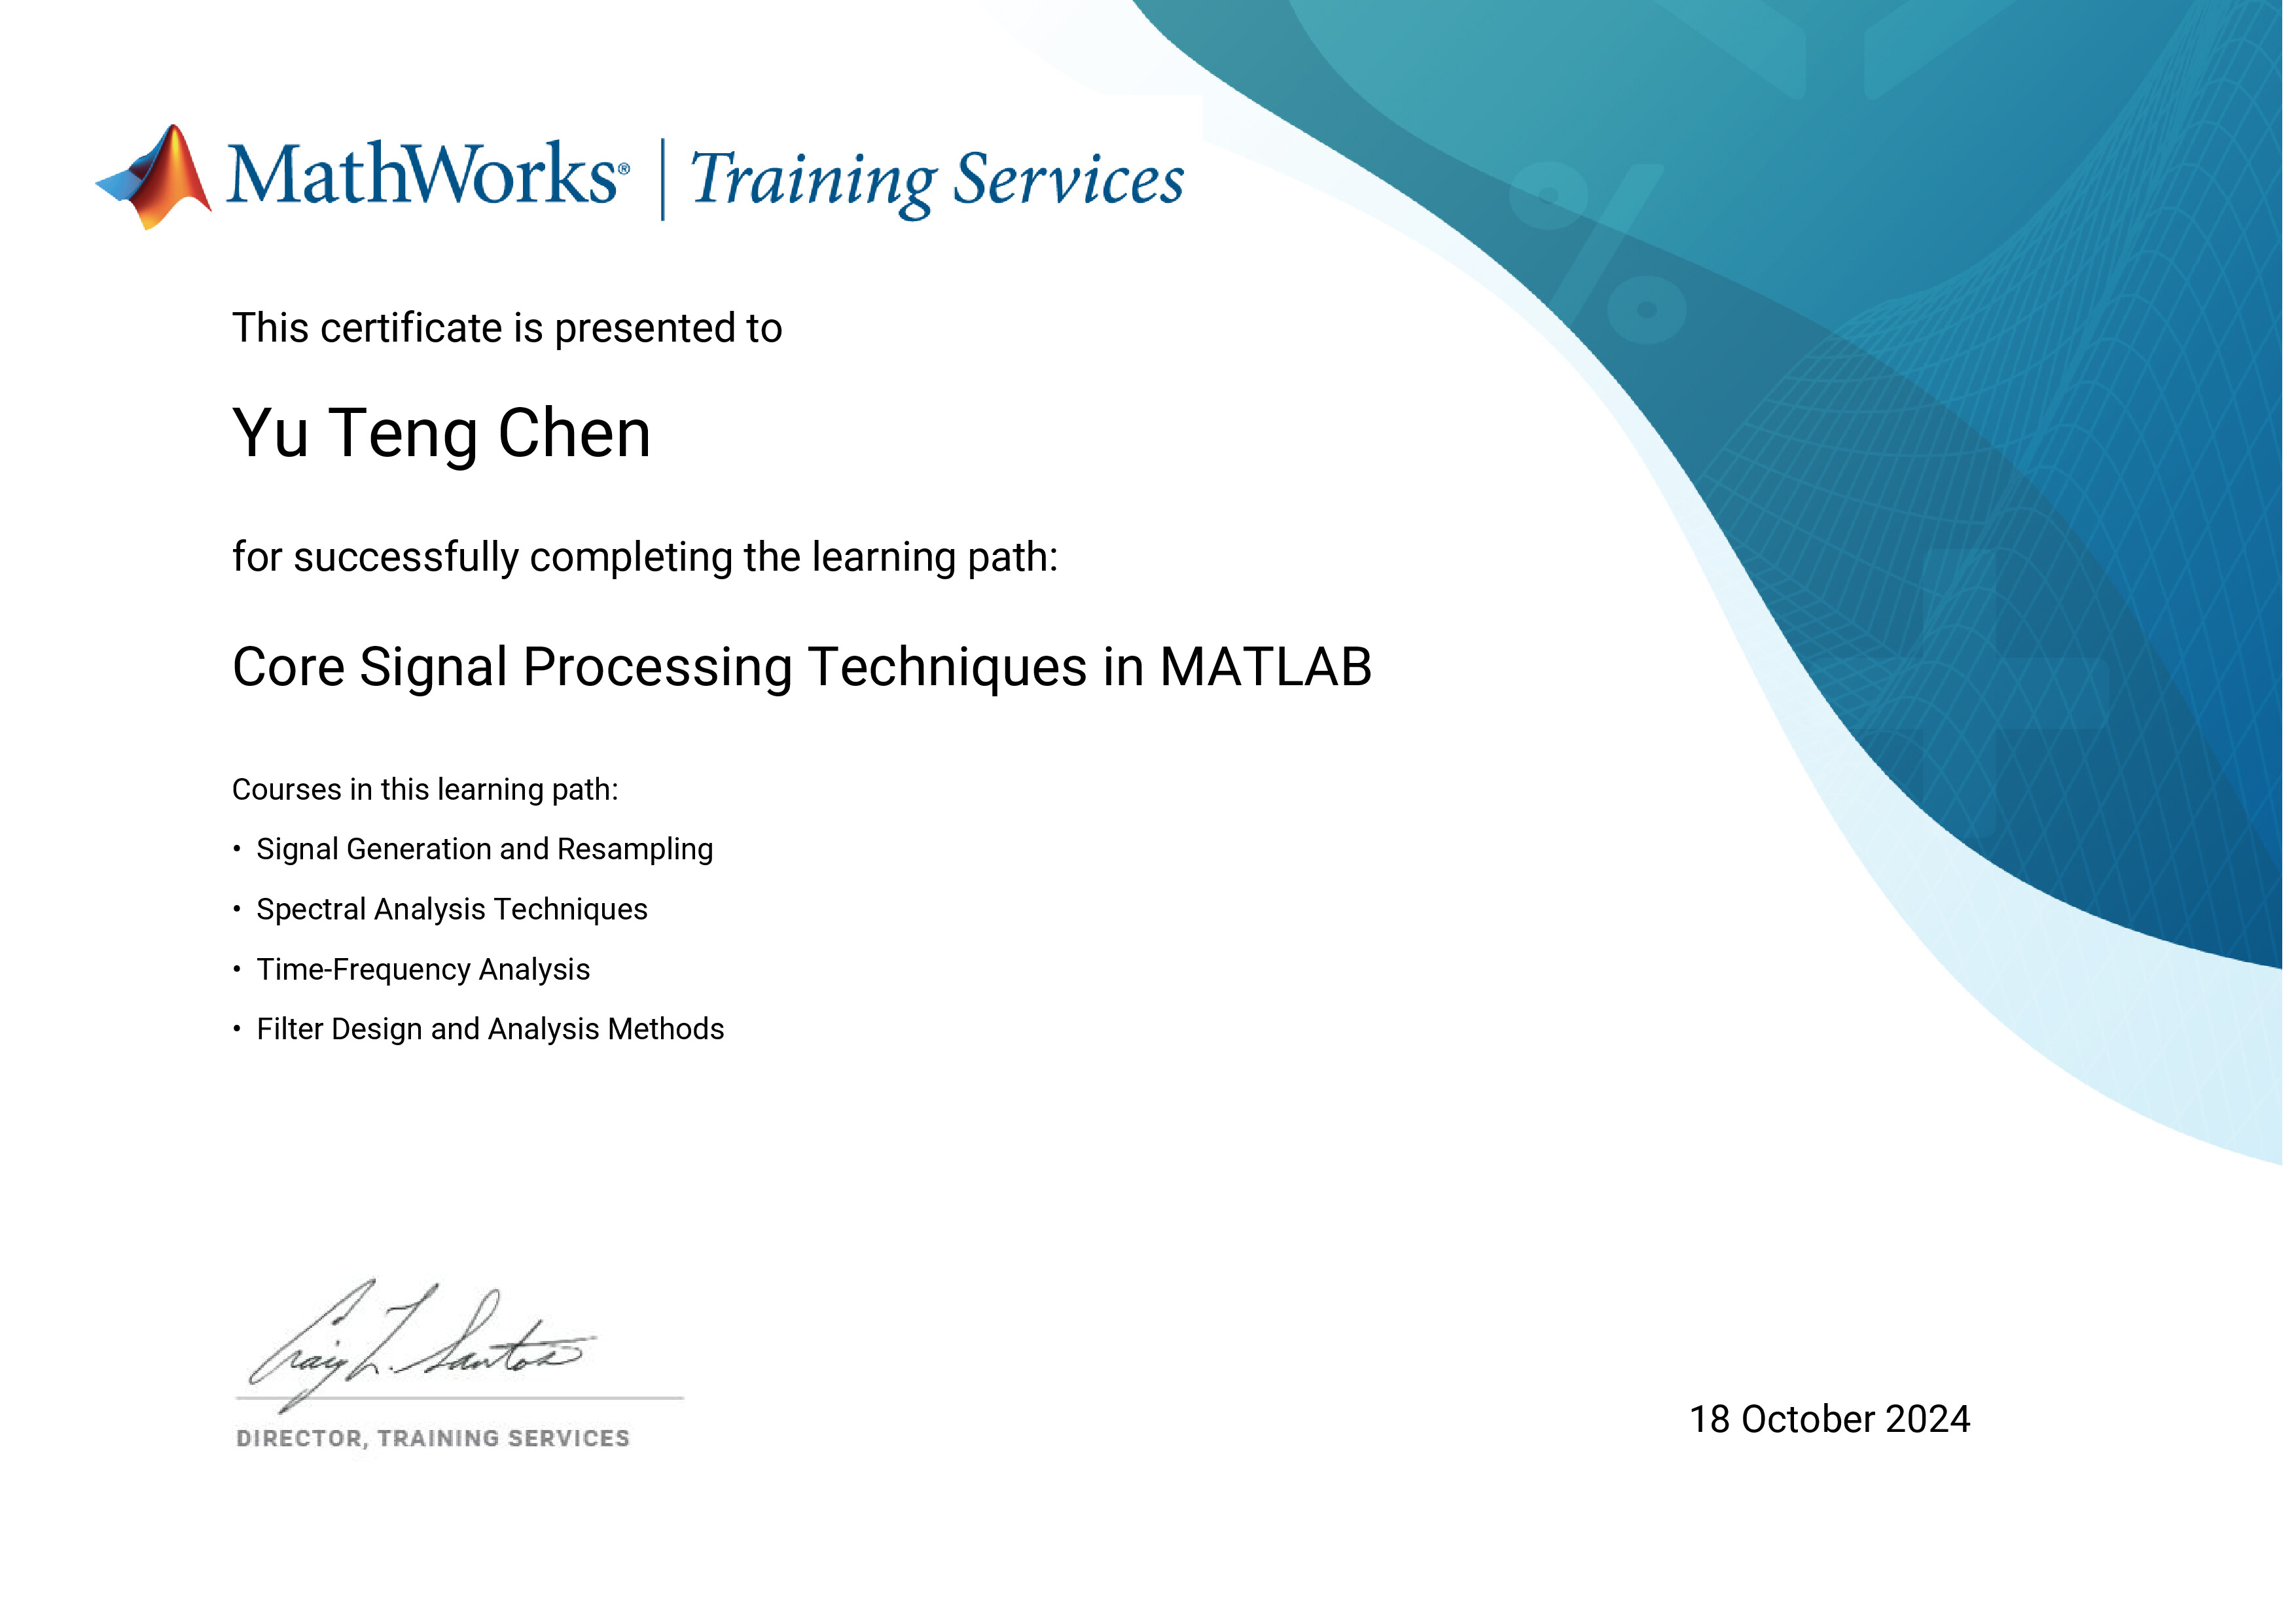 MathWorks® | Training Services
This certificate is presented to
Yu Teng Chen
for successfully completing the learning path:
Core Signal Processing Techniques in MATLAB
Courses in this learning path:
• Signal Generation and Resampling
• Spectral Analysis Techniques
• Time-Frequency Analysis
• Filter Design and Analysis Methods
Craig L. Santos
DIRECTOR, TRAINING SERVICES
18 October 2024